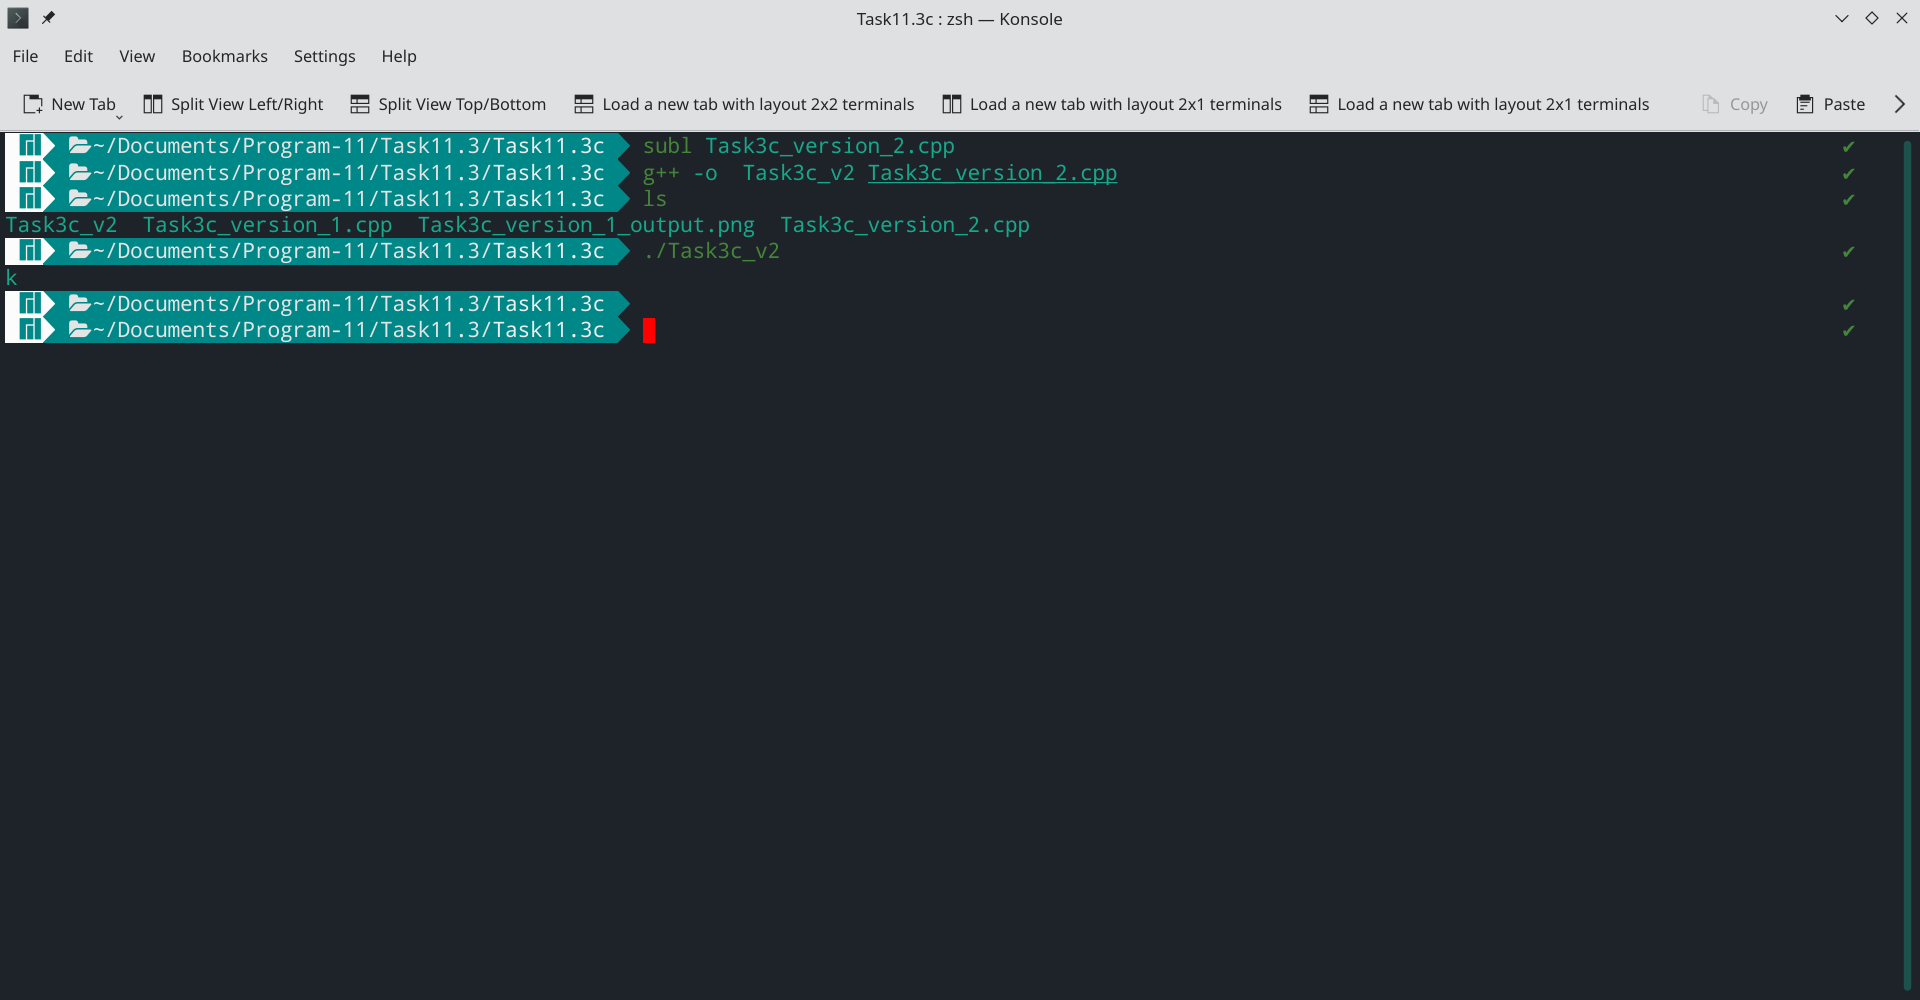 Task11.3c : zsh — Konsole
File Edit View Bookmarks Settings Help
New Tab Split View Left/Right Split View Top/Bottom Load a new tab with layout 2x2 terminals Load a new tab with layout 2x1 terminals Load a new tab with layout 2x1 terminals Copy Paste
~/Documents/Program-11/Task11.3/Task11.3c subl Task3c_version_2.cpp ✔
~/Documents/Program-11/Task11.3/Task11.3c g++ -o  Task3c_v2 Task3c_version_2.cpp ✔
~/Documents/Program-11/Task11.3/Task11.3c ls ✔
Task3c_v2  Task3c_version_1.cpp  Task3c_version_1_output.png  Task3c_version_2.cpp
~/Documents/Program-11/Task11.3/Task11.3c ./Task3c_v2 ✔
k
~/Documents/Program-11/Task11.3/Task11.3c ✔
~/Documents/Program-11/Task11.3/Task11.3c ✔